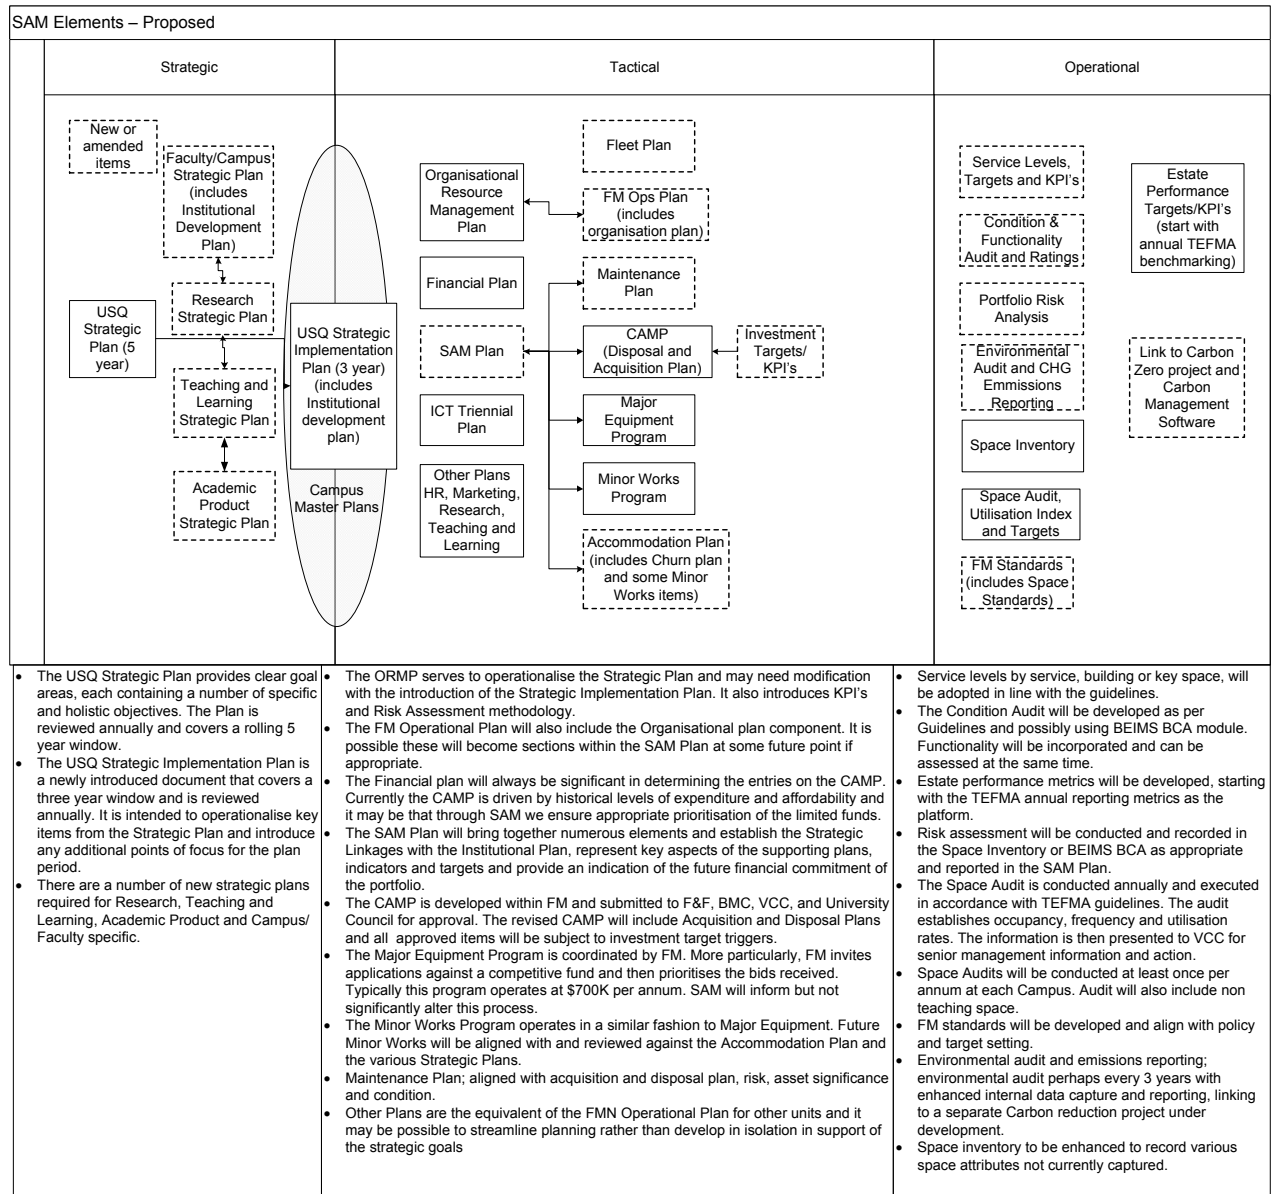 SAM Elements – Proposed
Strategic
Tactical
Operational
New or
amended
items
Faculty/Campus
Strategic Plan
(includes
Institutional
Development
Plan)
Research
Strategic Plan
USQ
Strategic
Plan (5
year)
Teaching and
Learning
Strategic Plan
Academic
Product
Strategic Plan
USQ Strategic
Implementation
Plan (3 year)
(includes
Institutional
development
plan)
Campus
Master Plans
Organisational
Resource
Management
Plan
Financial Plan
SAM Plan
ICT Triennial
Plan
Other Plans
HR, Marketing,
Research,
Teaching and
Learning
Fleet Plan
FM Ops Plan
(includes
organisation plan)
Maintenance
Plan
CAMP
(Disposal and
Acquisition Plan)
Investment
Targets/
KPI's
Major
Equipment
Program
Minor Works
Program
Accommodation Plan
(includes Churn plan
and some Minor
Works items)
Service Levels,
Targets and KPI's
Condition &
Functionality
Audit and Ratings
Portfolio Risk
Analysis
Environmental
Audit and CHG
Emmissions
Reporting
Space Inventory
Space Audit,
Utilisation Index
and Targets
FM Standards
(includes Space
Standards)
Estate
Performance
Targets/KPI's
(start with
annual TEFMA
benchmarking)
Link to Carbon
Zero project and
Carbon
Management
Software
• The USQ Strategic Plan provides clear goal
areas, each containing a number of specific
and holistic objectives. The Plan is
reviewed annually and covers a rolling 5
year window.
• The USQ Strategic Implementation Plan is
a newly introduced document that covers a
three year window and is reviewed
annually. It is intended to operationalise key
items from the Strategic Plan and introduce
any additional points of focus for the plan
period.
• There are a number of new strategic plans
required for Research, Teaching and
Learning, Academic Product and Campus/
Faculty specific.
• The ORMP serves to operationalise the Strategic Plan and may need modification
with the introduction of the Strategic Implementation Plan. It also introduces KPI's
and Risk Assessment methodology.
• The FM Operational Plan will also include the Organisational plan component. It is
possible these will become sections within the SAM Plan at some future point if
appropriate.
• The Financial plan will always be significant in determining the entries on the CAMP.
Currently the CAMP is driven by historical levels of expenditure and affordability and
it may be that through SAM we ensure appropriate prioritisation of the limited funds.
• The SAM Plan will bring together numerous elements and establish the Strategic
Linkages with the Institutional Plan, represent key aspects of the supporting plans,
indicators and targets and provide an indication of the future financial commitment of
the portfolio.
• The CAMP is developed within FM and submitted to F&F, BMC, VCC, and University
Council for approval. The revised CAMP will include Acquisition and Disposal Plans
and all approved items will be subject to investment target triggers.
• The Major Equipment Program is coordinated by FM. More particularly, FM invites
applications against a competitive fund and then prioritises the bids received.
Typically this program operates at $700K per annum. SAM will inform but not
significantly alter this process.
• The Minor Works Program operates in a similar fashion to Major Equipment. Future
Minor Works will be aligned with and reviewed against the Accommodation Plan and
the various Strategic Plans.
• Maintenance Plan; aligned with acquisition and disposal plan, risk, asset significance
and condition.
• Other Plans are the equivalent of the FMN Operational Plan for other units and it
may be possible to streamline planning rather than develop in isolation in support of
the strategic goals
• Service levels by service, building or key space, will
be adopted in line with the guidelines.
• The Condition Audit will be developed as per
Guidelines and possibly using BEIMS BCA module.
Functionality will be incorporated and can be
assessed at the same time.
• Estate performance metrics will be developed, starting
with the TEFMA annual reporting metrics as the
platform.
• Risk assessment will be conducted and recorded in
the Space Inventory or BEIMS BCA as appropriate
and reported in the SAM Plan.
• The Space Audit is conducted annually and executed
in accordance with TEFMA guidelines. The audit
establishes occupancy, frequency and utilisation
rates. The information is then presented to VCC for
senior management information and action.
• Space Audits will be conducted at least once per
annum at each Campus. Audit will also include non
teaching space.
• FM standards will be developed and align with policy
and target setting.
• Environmental audit and emissions reporting;
environmental audit perhaps every 3 years with
enhanced internal data capture and reporting, linking
to a separate Carbon reduction project under
development.
• Space inventory to be enhanced to record various
space attributes not currently captured.